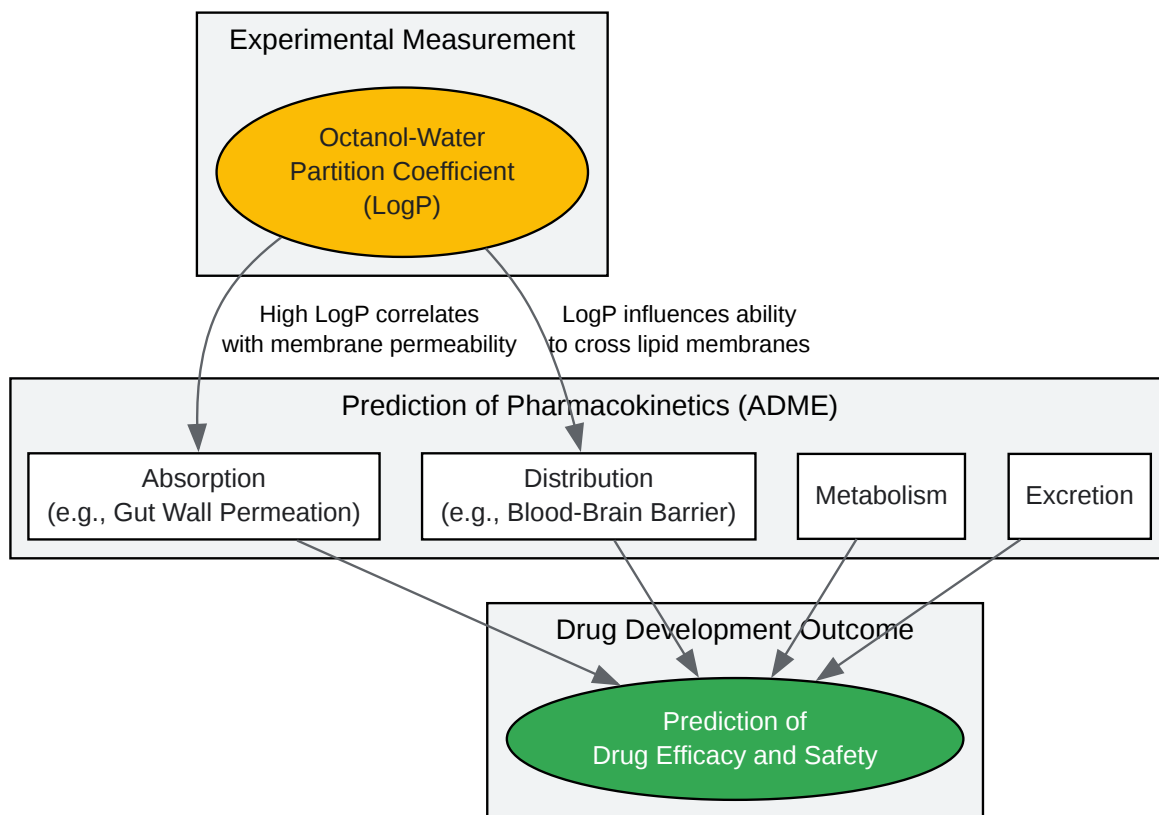 Experimental Measurement
Octanol-Water
Partition Coefficient
(LogP)
High LogP correlates
with membrane permeability
LogP influences ability
to cross lipid membranes
Prediction of Pharmacokinetics (ADME)
Absorption
(e.g., Gut Wall Permeation)
Distribution
(e.g., Blood-Brain Barrier)
Metabolism
Excretion
Drug Development Outcome
Prediction of
Drug Efficacy and Safety